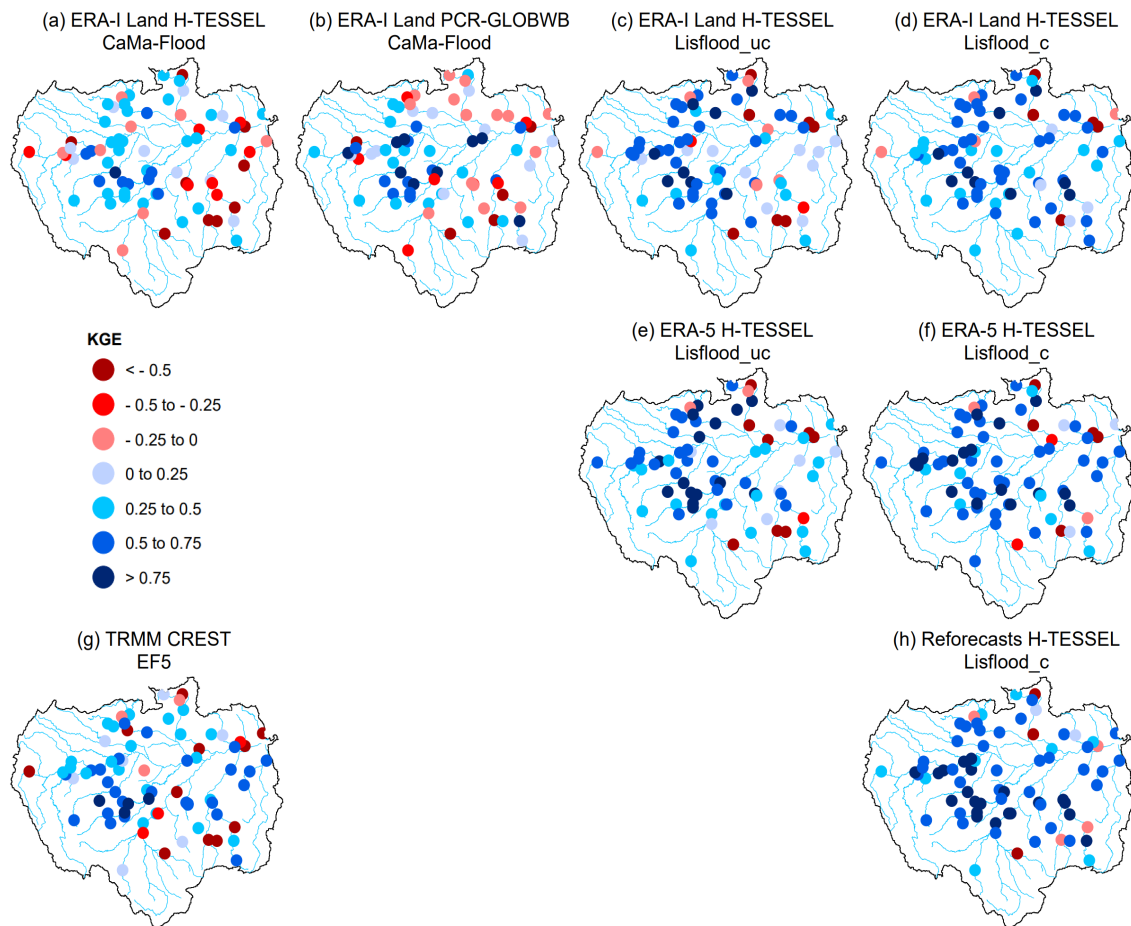 (a) ERA-I Land H-TESSEL
CaMa-Flood
(b) ERA-I Land PCR-GLOBWB
CaMa-Flood
(c) ERA-I Land H-TESSEL
Lisflood_uc
(d) ERA-I Land H-TESSEL
Lisflood_c
KGE
< - 0.5
- 0.5 to - 0.25
- 0.25 to 0
0 to 0.25
0.25 to 0.5
0.5 to 0.75
> 0.75
(e) ERA-5 H-TESSEL
Lisflood_uc
(f) ERA-5 H-TESSEL
Lisflood_c
(g) TRMM CREST
EF5
(h) Reforecasts H-TESSEL
Lisflood_c